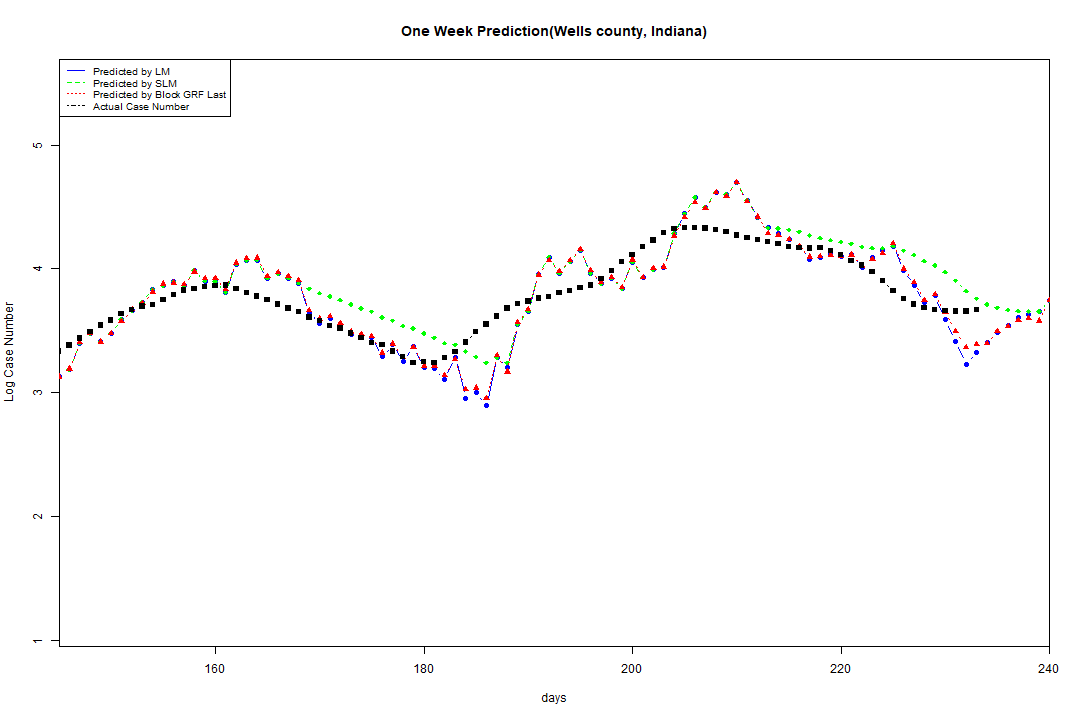 One Week Prediction(Wells county, Indiana)
Predicted by LM
Predicted by SLM
Predicted by Block GRF Last
Actual Case Number
5
4
3
2
1
Log Case Number
160 180 200 220 240
days